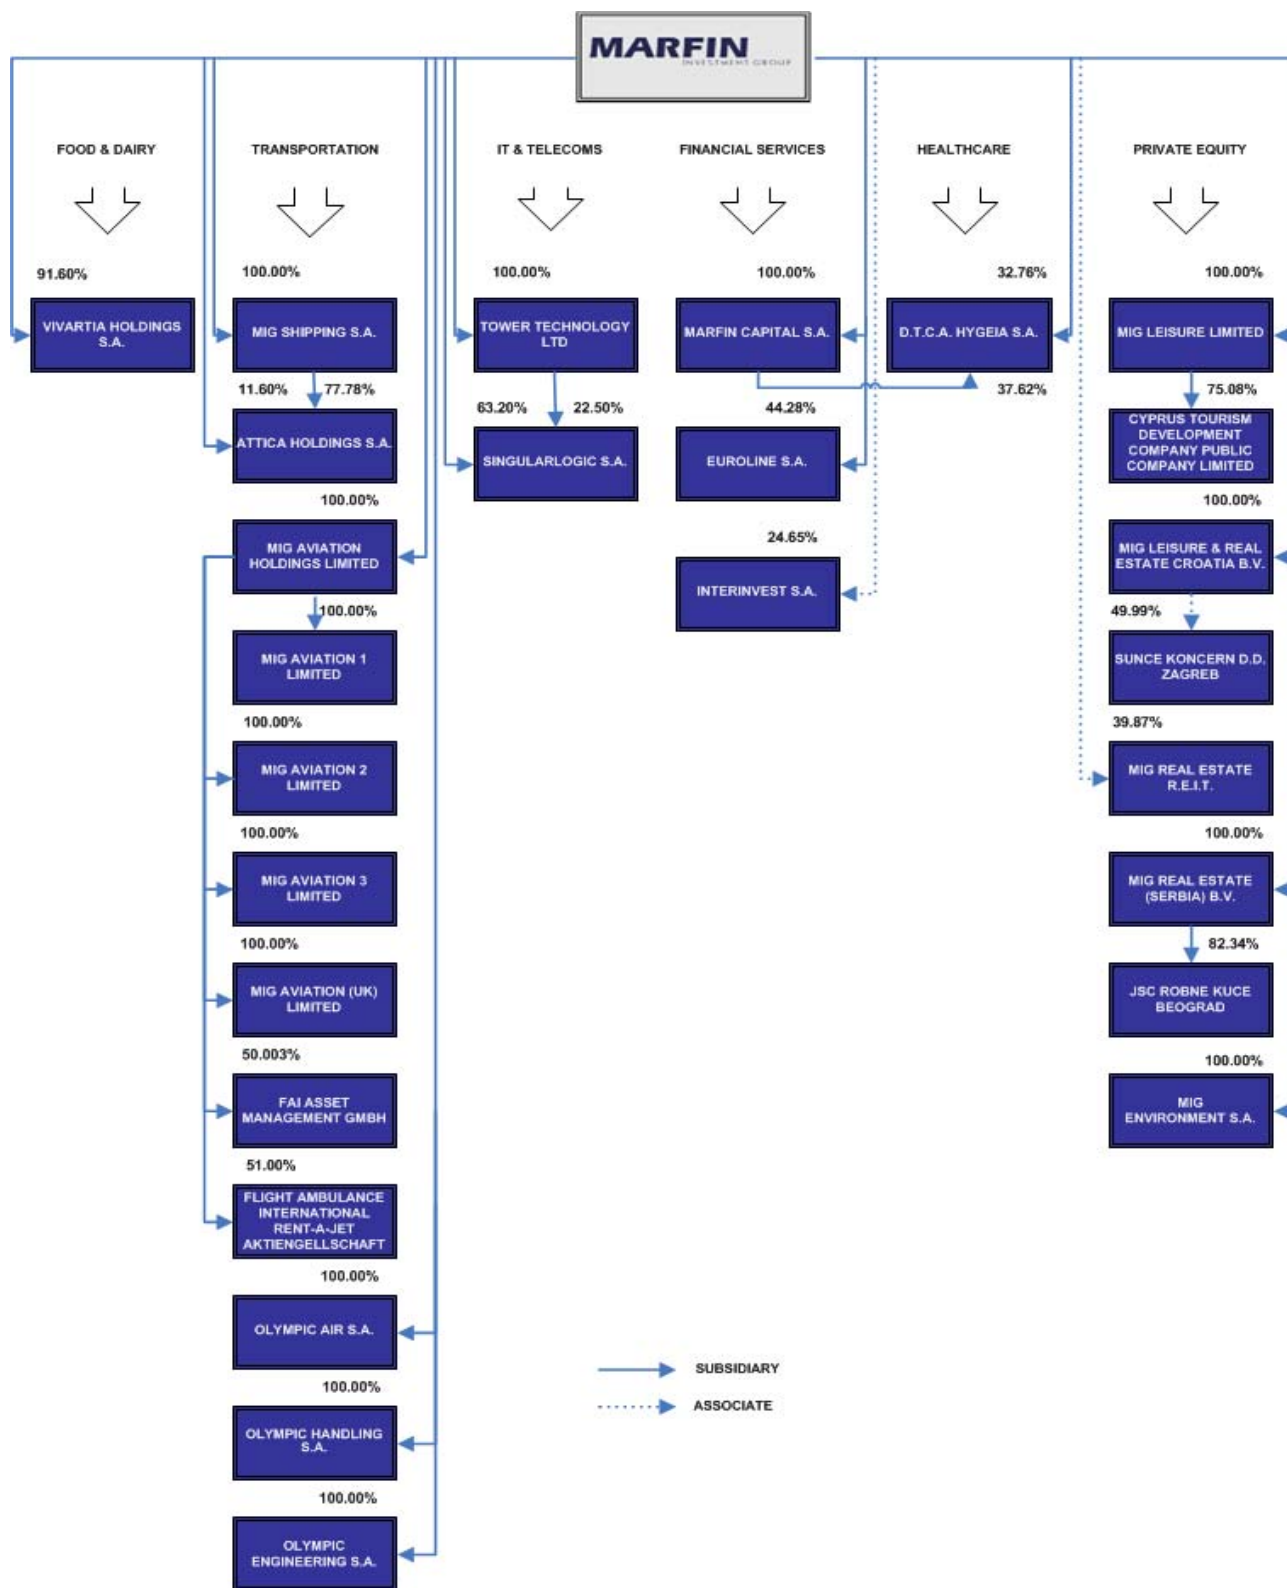 MARFIN
INVESTMENT GROUP
FOOD & DAIRY
TRANSPORTATION
IT & TELECOMS
FINANCIAL SERVICES
HEALTHCARE
PRIVATE EQUITY
91.60%
VIVARTIA HOLDINGS
S.A.
100.00%
MIG SHIPPING S.A.
11.60%
77.78%
ATTICA HOLDINGS S.A.
100.00%
MIG AVIATION
HOLDINGS LIMITED
100.00%
MIG AVIATION 1
LIMITED
100.00%
MIG AVIATION 2
LIMITED
100.00%
MIG AVIATION 3
LIMITED
100.00%
MIG AVIATION (UK)
LIMITED
50.003%
FAI ASSET
MANAGEMENT GMBH
51.00%
FLIGHT AMBULANCE
INTERNATIONAL
RENT-A-JET
AKTIENGELLSCHAFT
100.00%
OLYMPIC AIR S.A.
100.00%
OLYMPIC HANDLING
S.A.
100.00%
OLYMPIC
ENGINEERING S.A.
100.00%
TOWER TECHNOLOGY
LTD
63.20%
22.50%
SINGULARLOGIC S.A.
100.00%
MARFIN CAPITAL S.A.
44.28%
EUROLINE S.A.
24.65%
INTERINVEST S.A.
32.76%
D.T.C.A. HYGEIA S.A.
37.62%
100.00%
MIG LEISURE LIMITED
75.08%
CYPRUS TOURISM
DEVELOPMENT
COMPANY PUBLIC
COMPANY LIMITED
100.00%
MIG LEISURE & REAL
ESTATE CROATIA B.V.
49.99%
SUNCE KONCERN D.D.
ZAGREB
39.87%
MIG REAL ESTATE
R.E.I.T.
100.00%
MIG REAL ESTATE
(SERBIA) B.V.
82.34%
JSC ROBNE KUCE
BEOGRAD
100.00%
MIG
ENVIRONMENT S.A.
SUBSIDIARY
ASSOCIATE